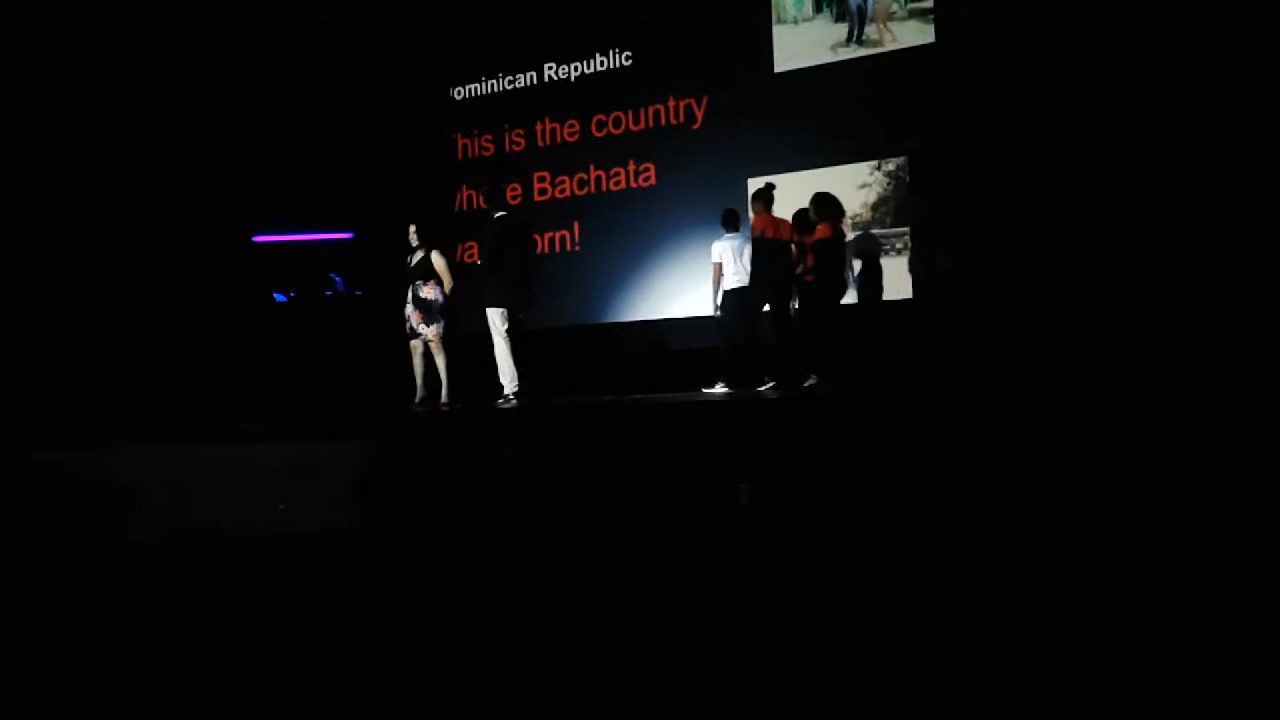 ominican Republic
his is the country
e Bachata
orn!